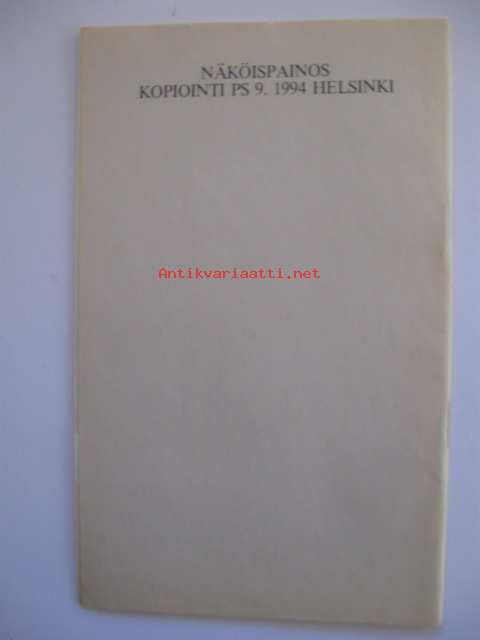 NÄKÖISPAINOS
KOPIOINTI PS 9. 1994 HELSINKI
Antikvariaatti.net